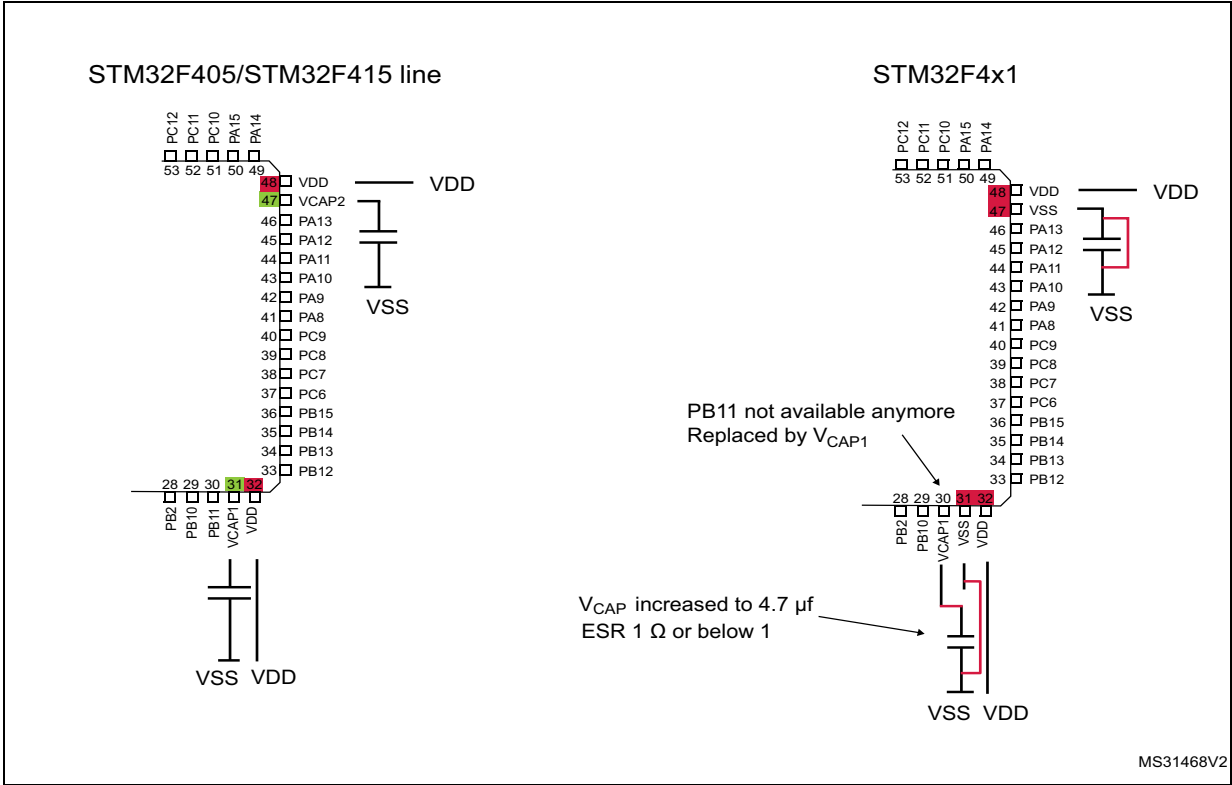 STM32F405/STM32F415 line
PC12
PC11
PC10
PA15
PA14
53 52 51 50 49
48 VDD
VDD
47 VCAP2
46 PA13
45 PA12
44 PA11
43 PA10
42 PA9
41 PA8
40 PC9
39 PC8
38 PC7
37 PC6
36 PB15
35 PB14
34 PB13
33 PB12
VSS
28 29 30 31 32
PB2
PB10
PB11
VCAP1
VDD
VSS VDD
STM32F4x1
PC12
PC11
PC10
PA15
PA14
53 52 51 50 49
48 VDD
VDD
47 VSS
46 PA13
45 PA12
44 PA11
43 PA10
42 PA9
41 PA8
40 PC9
39 PC8
38 PC7
37 PC6
36 PB15
35 PB14
34 PB13
33 PB12
VSS
PB11 not available anymore
Replaced by VCAP1
28 29 30 31 32
PB2
PB10
VCAP1
VSS
VDD
VCAP increased to 4.7 µf
ESR 1 Ω or below 1
VSS VDD
MS31468V2